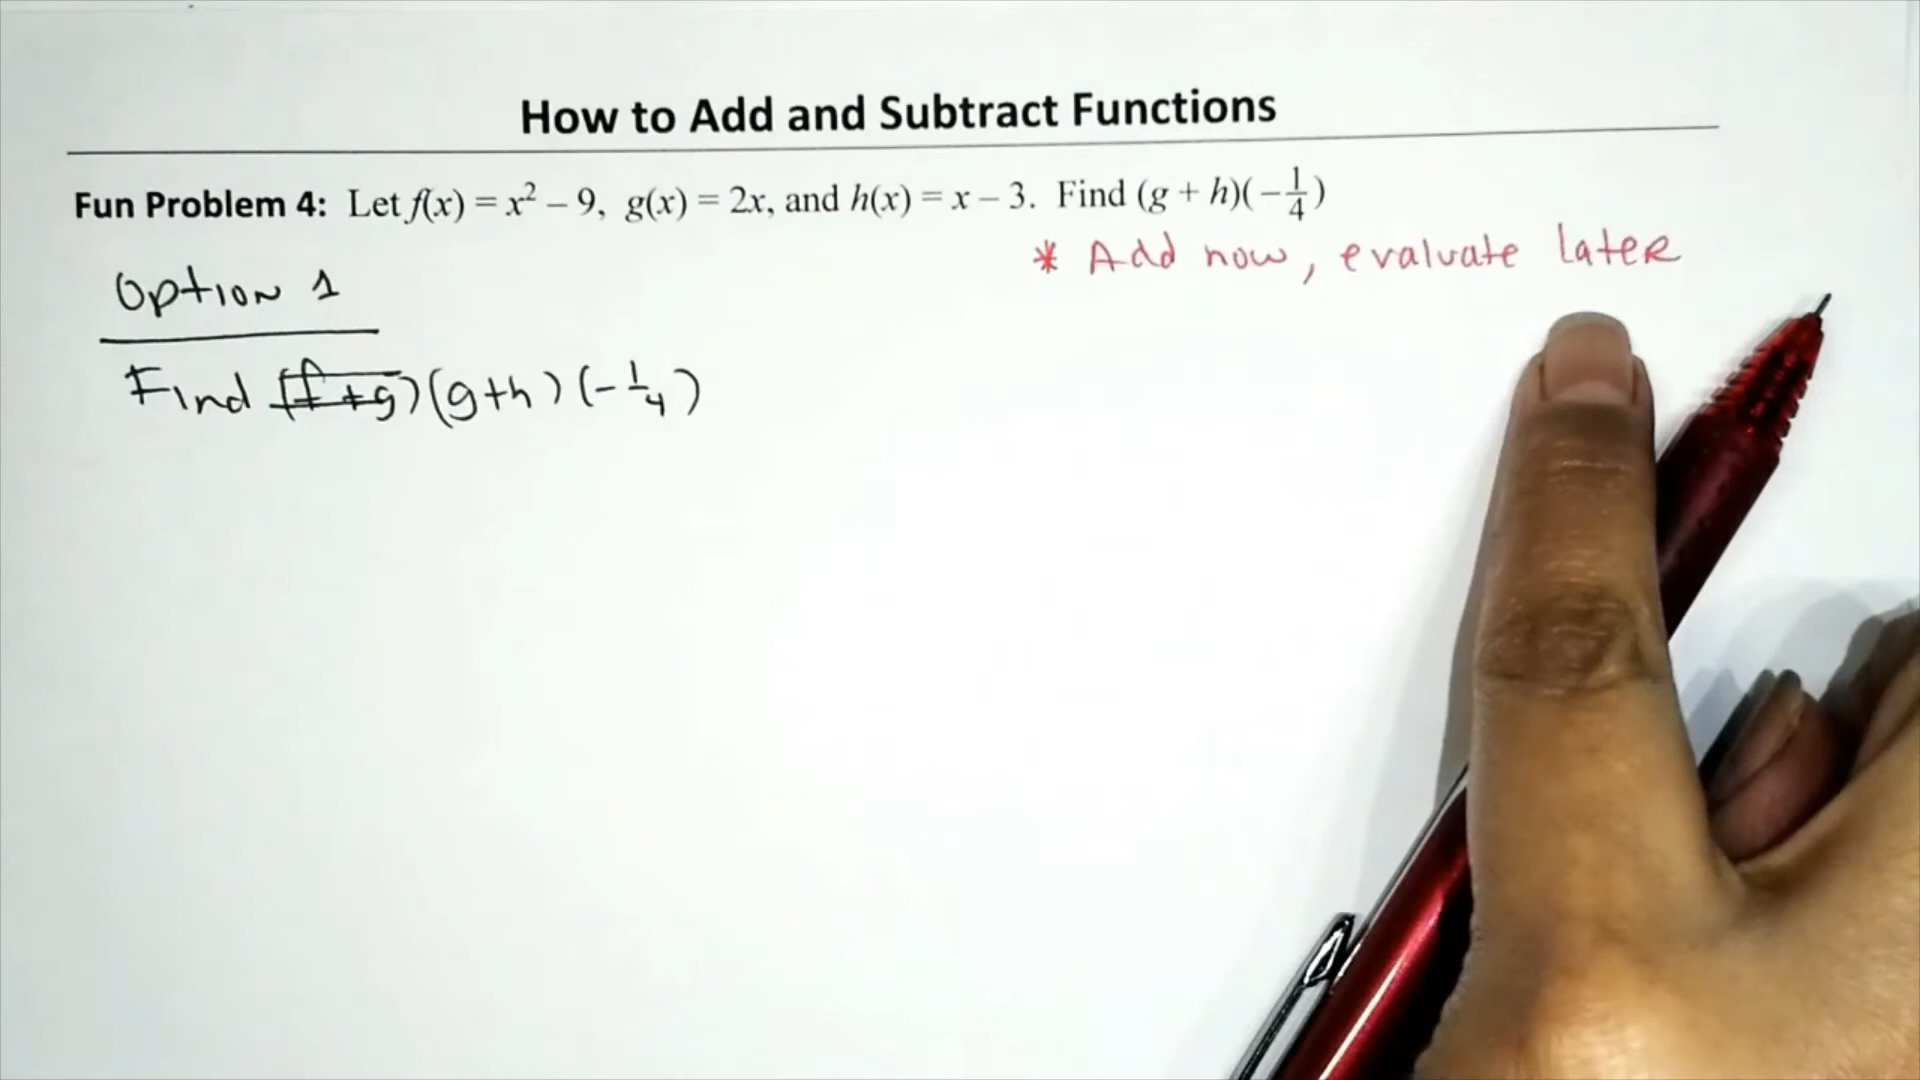 How to Add and Subtract Functions
Fun Problem 4: Let f(x) = x² – 9, g(x) = 2x, and h(x) = x – 3. Find (g + h)(–1/4)
* Add now, evaluate later
Option 1
Find (f+g) (g+h)(-1/4)